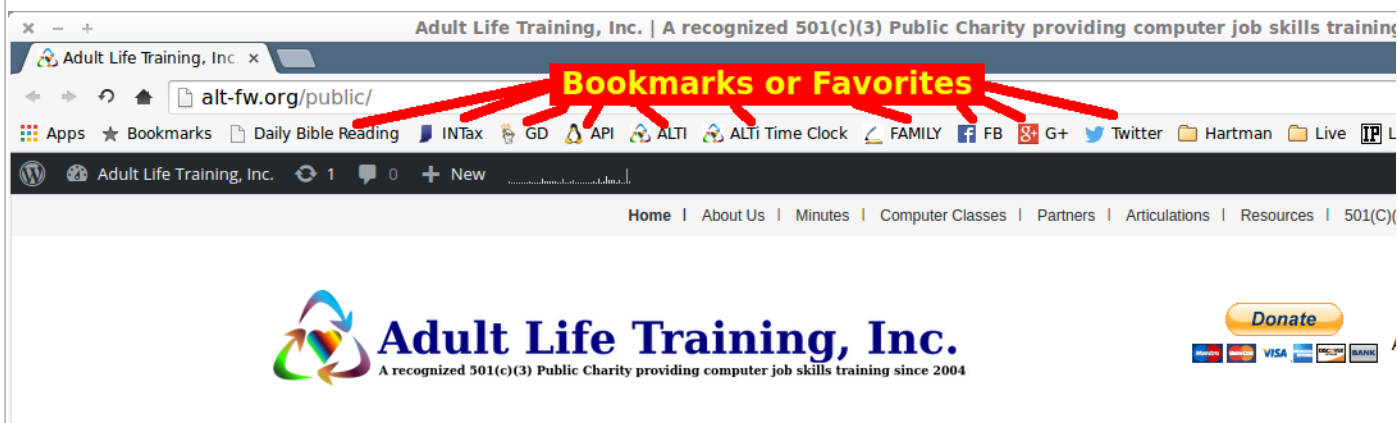 Adult Life Training, Inc. | A recognized 501(c)(3) Public Charity providing computer job skills training
Adult Life Training, Inc.
Bookmarks or Favorites
alt-fw.org/public/
Apps Bookmarks Daily Bible Reading INTax GD API ALTI ALTi Time Clock FAMILY FB G+ Twitter Hartman Live IP L
Adult Life Training, Inc. 1 0 + New
Home | About Us | Minutes | Computer Classes | Partners | Articulations | Resources | 501(C)(
Adult Life Training, Inc.
A recognized 501(c)(3) Public Charity providing computer job skills training since 2004
Donate
Maestro MasterCard VISA DISCOVER BANK
A